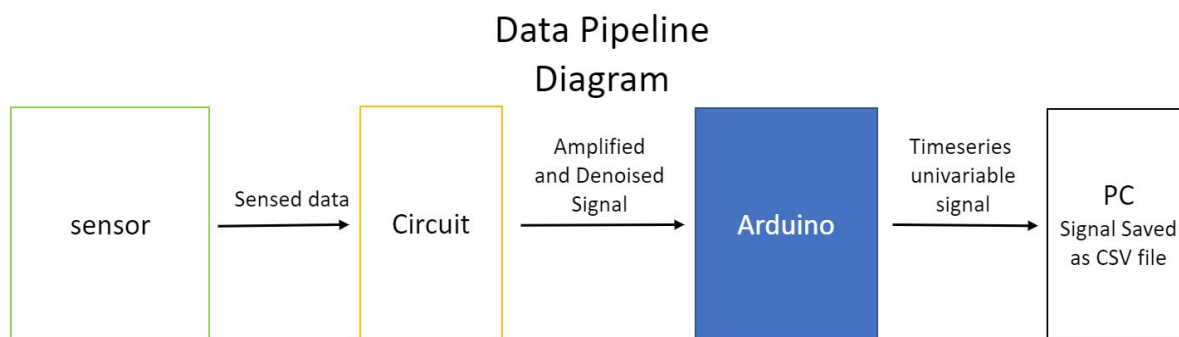 Data Pipeline
Diagram
sensor
Sensed data
Circuit
Amplified
and Denoised
Signal
Arduino
Timeseries
univariable
signal
PC
Signal Saved
as CSV file